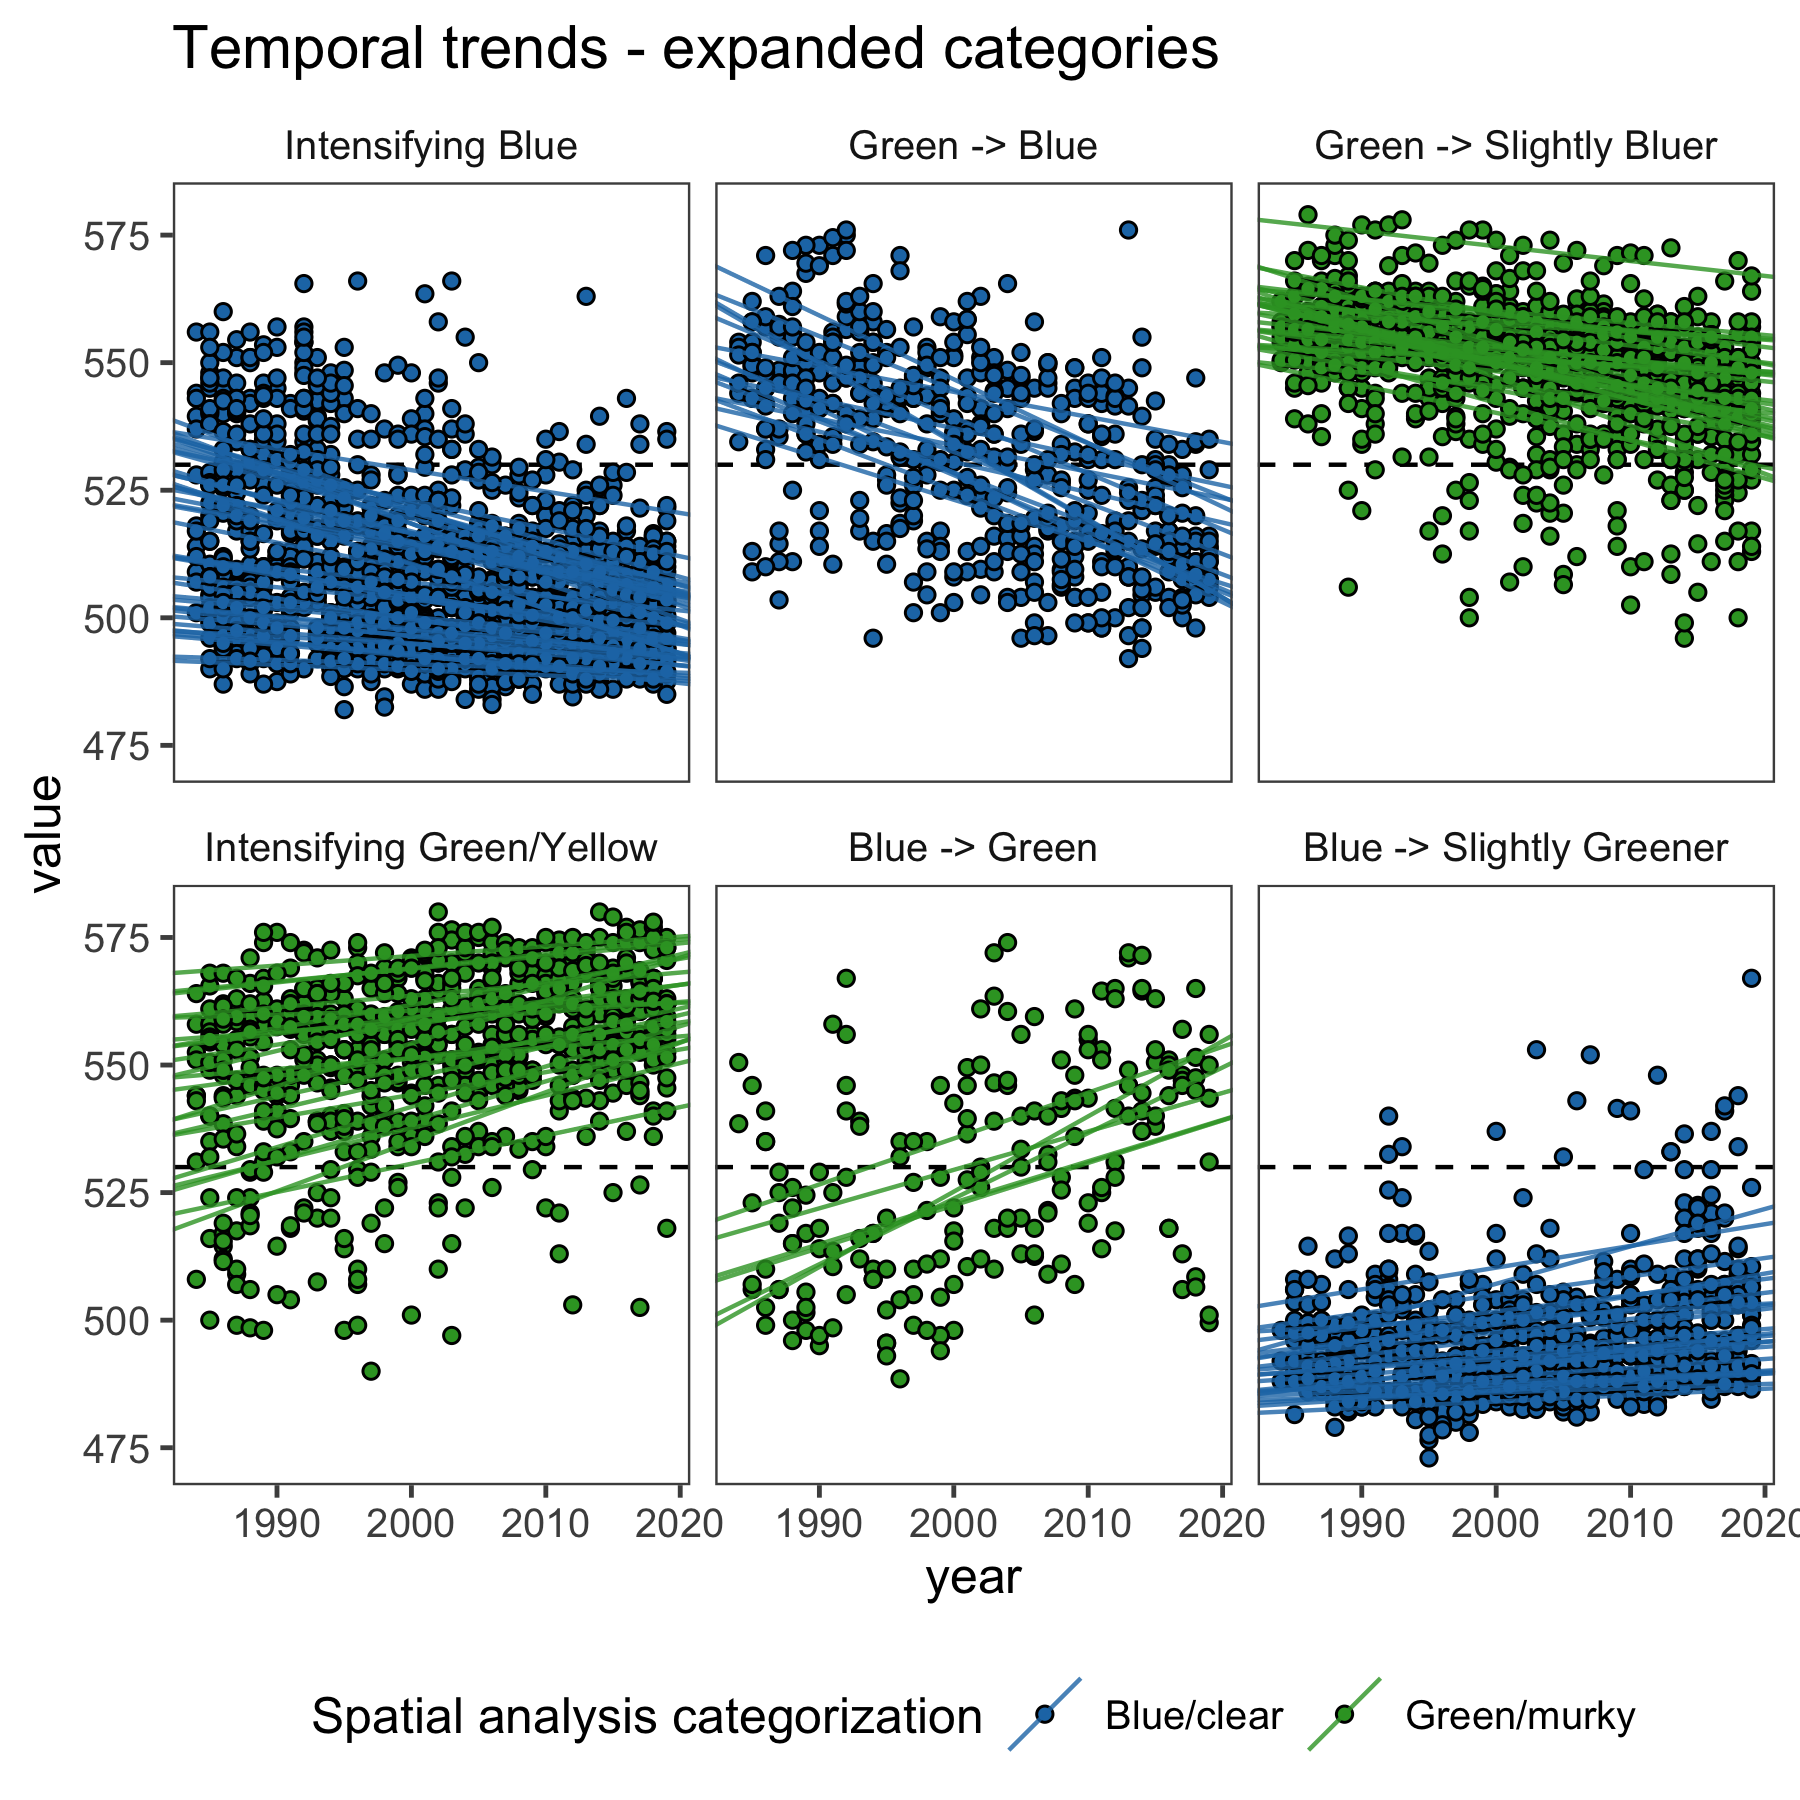 Temporal trends - expanded categories
Intensifying Blue
Green -> Blue
Green -> Slightly Bluer
575
550
525
500
475
value
Intensifying Green/Yellow
Blue -> Green
Blue -> Slightly Greener
575
550
525
500
475
1990 2000 2010 2020 1990 2000 2010 2020 1990 2000 2010 2020
year
Spatial analysis categorization Blue/clear Green/murky